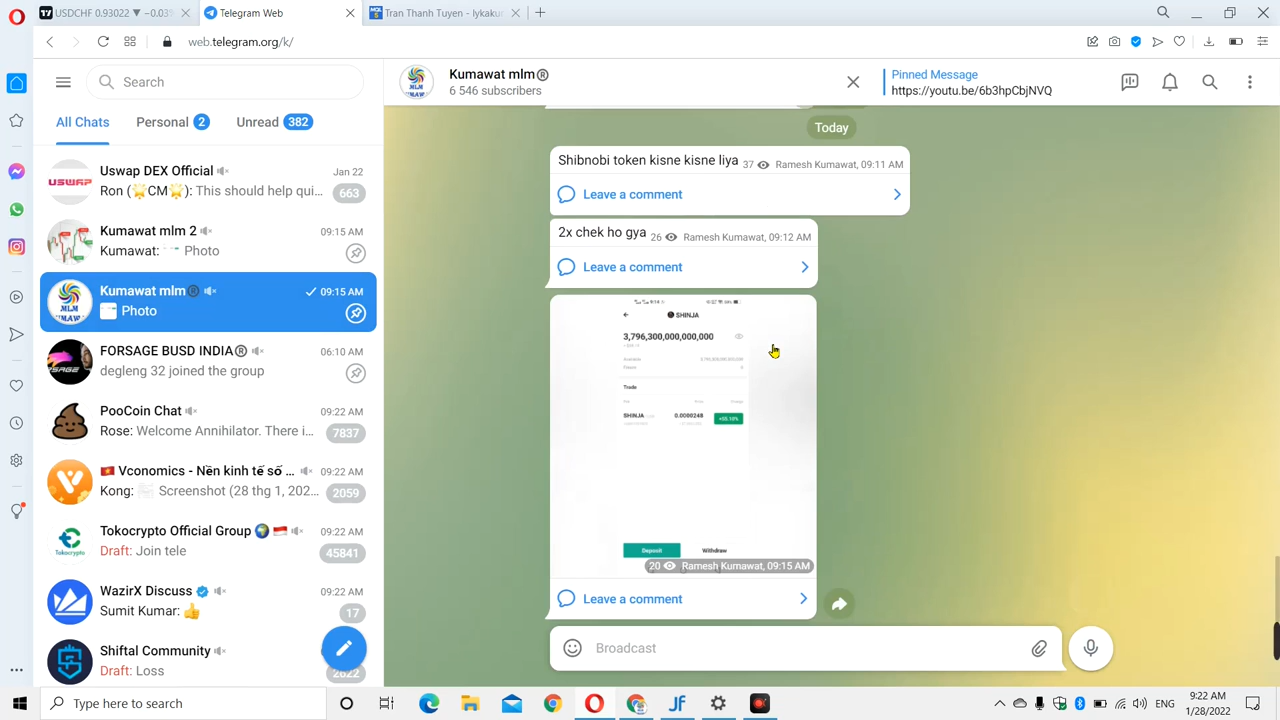 USDCHF 0.93022 ▼ −0.03
Telegram Web
Tran Thanh Tuyen - Iyakun
web.telegram.org/k/
Search
All Chats
Personal 2
Unread 382
Uswap DEX Official
Jan 22
Ron (🌟CM🌟): This should help qui...
663
Kumawat mlm 2
09:15 AM
Kumawat: Photo
Kumawat mlm®
09:15 AM
Photo
FORSAGE BUSD INDIA®
06:10 AM
degleng 32 joined the group
PooCoin Chat
09:22 AM
Rose: Welcome Annihilator. There i...
7837
🇻🇳 Vconomics - Nền kinh tế số ...
09:22 AM
Kong: Screenshot (28 thg 1, 202...
2059
Tokocrypto Official Group 🌍 🇮🇩
09:22 AM
Draft: Join tele
45841
WazirX Discuss
09:22 AM
Sumit Kumar: 👍
17
Shiftal Community
09:22 AM
Draft: Loss
2622
Kumawat mlm®
6 546 subscribers
Pinned Message
https://youtu.be/6b3hpCbjNVQ
Today
Shibnobi token kisne kisne liya 37 Ramesh Kumawat, 09:11 AM
Leave a comment
2x chek ho gya 26 Ramesh Kumawat, 09:12 AM
Leave a comment
SHINJA
3,796,300,000,000,000
Available
Trade
SHINJA
0.0000248
+55.10%
Deposit
Withdraw
20 Ramesh Kumawat, 09:15 AM
Leave a comment
Broadcast
Type here to search
ENG
9:22 AM
1/28/2022